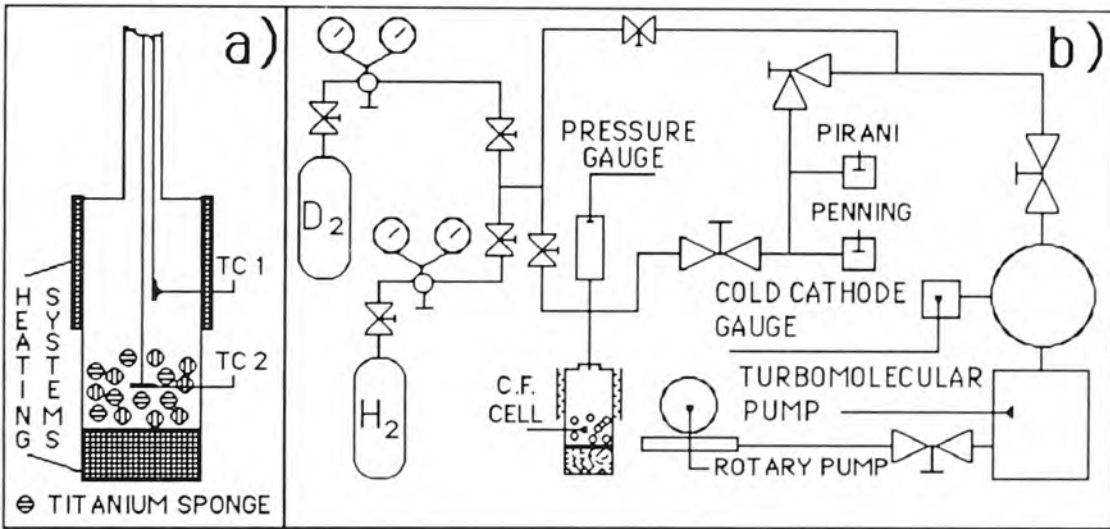 a)
TC 1
TC 2
HEATING
SYSTEMS
TITANIUM SPONGE
b)
D2
H2
PRESSURE
GAUGE
PIRANI
PENNING
COLD CATHODE
GAUGE
C.F.
CELL
TURBOMOLECULAR
PUMP
ROTARY PUMP